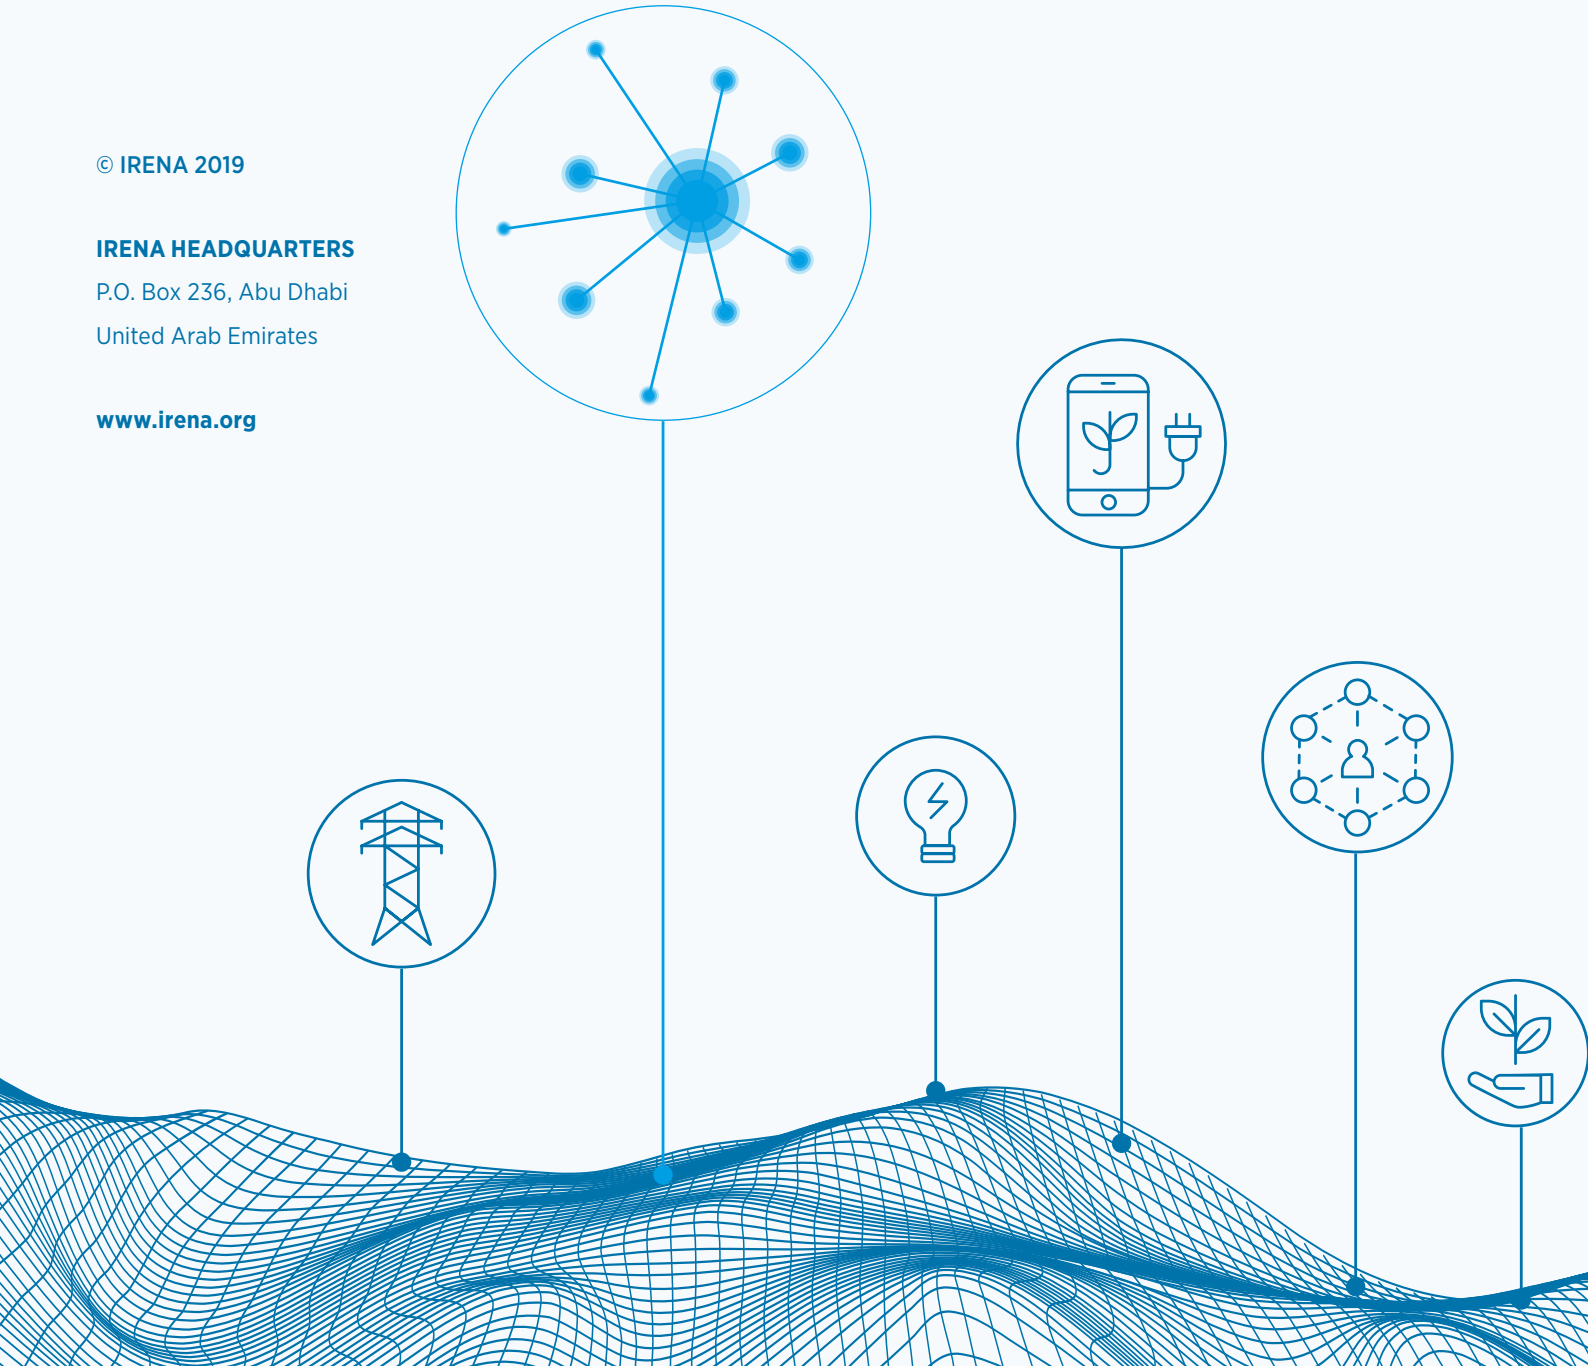 © IRENA 2019
IRENA HEADQUARTERS
P.O. Box 236, Abu Dhabi
United Arab Emirates
www.irena.org